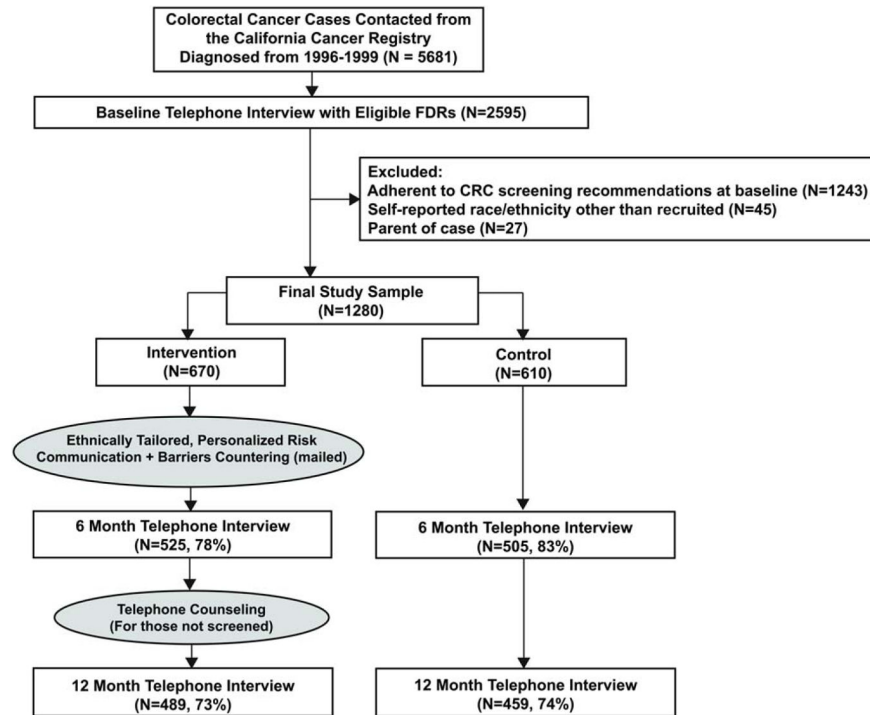 Colorectal Cancer Cases Contacted from
the California Cancer Registry
Diagnosed from 1996-1999 (N = 5681)
Baseline Telephone Interview with Eligible FDRs (N=2595)
Excluded:
Adherent to CRC screening recommendations at baseline (N=1243)
Self-reported race/ethnicity other than recruited (N=45)
Parent of case (N=27)
Final Study Sample
(N=1280)
Intervention
(N=670)
Control
(N=610)
Ethnically Tailored, Personalized Risk
Communication + Barriers Countering (mailed)
6 Month Telephone Interview
(N=525, 78%)
6 Month Telephone Interview
(N=505, 83%)
Telephone Counseling
(For those not screened)
12 Month Telephone Interview
(N=489, 73%)
12 Month Telephone Interview
(N=459, 74%)